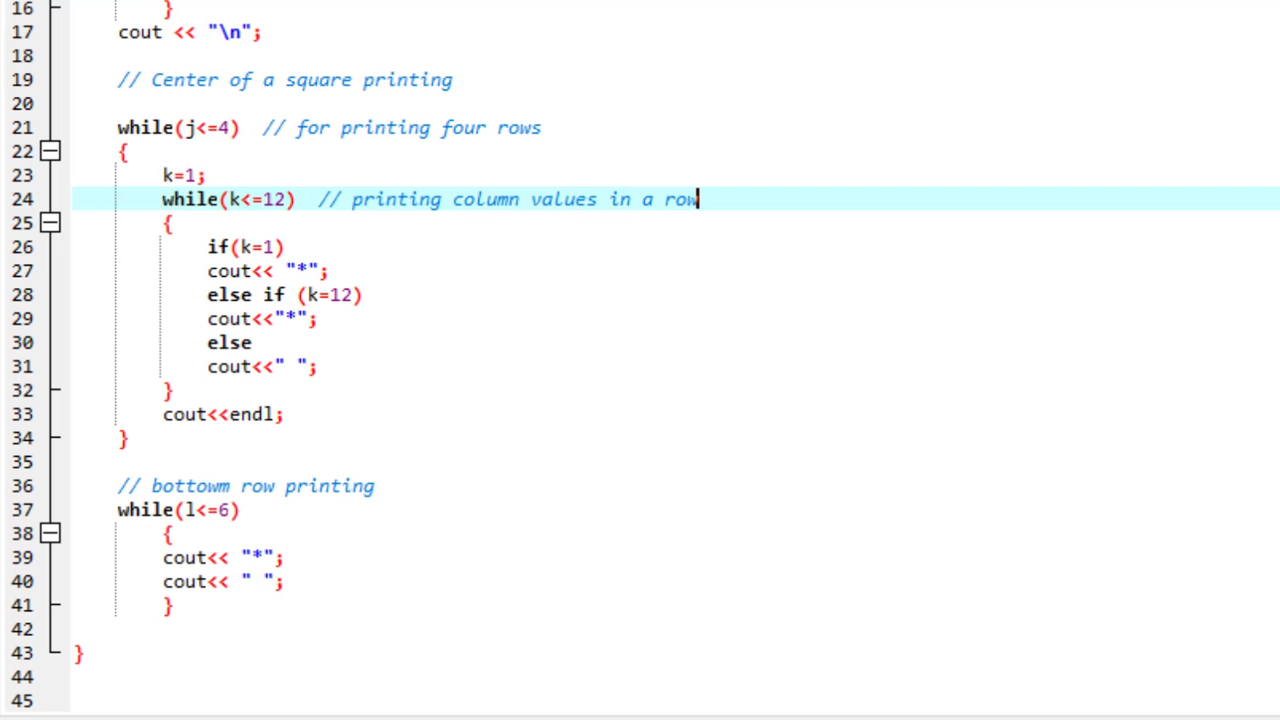 16 }
17 cout << "\n";
18
19 // Center of a square printing
20
21 while(j<=4) // for printing four rows
22 {
23 k=1;
24 while(k<=12) // printing column values in a row
25 {
26 if(k=1)
27 cout<< "*";
28 else if (k=12)
29 cout<<"*";
30 else
31 cout<<" ";
32 }
33 cout<<endl;
34 }
35
36 // bottowm row printing
37 while(l<=6)
38 {
39 cout<< "*";
40 cout<< " ";
41 }
42
43 }
44
45